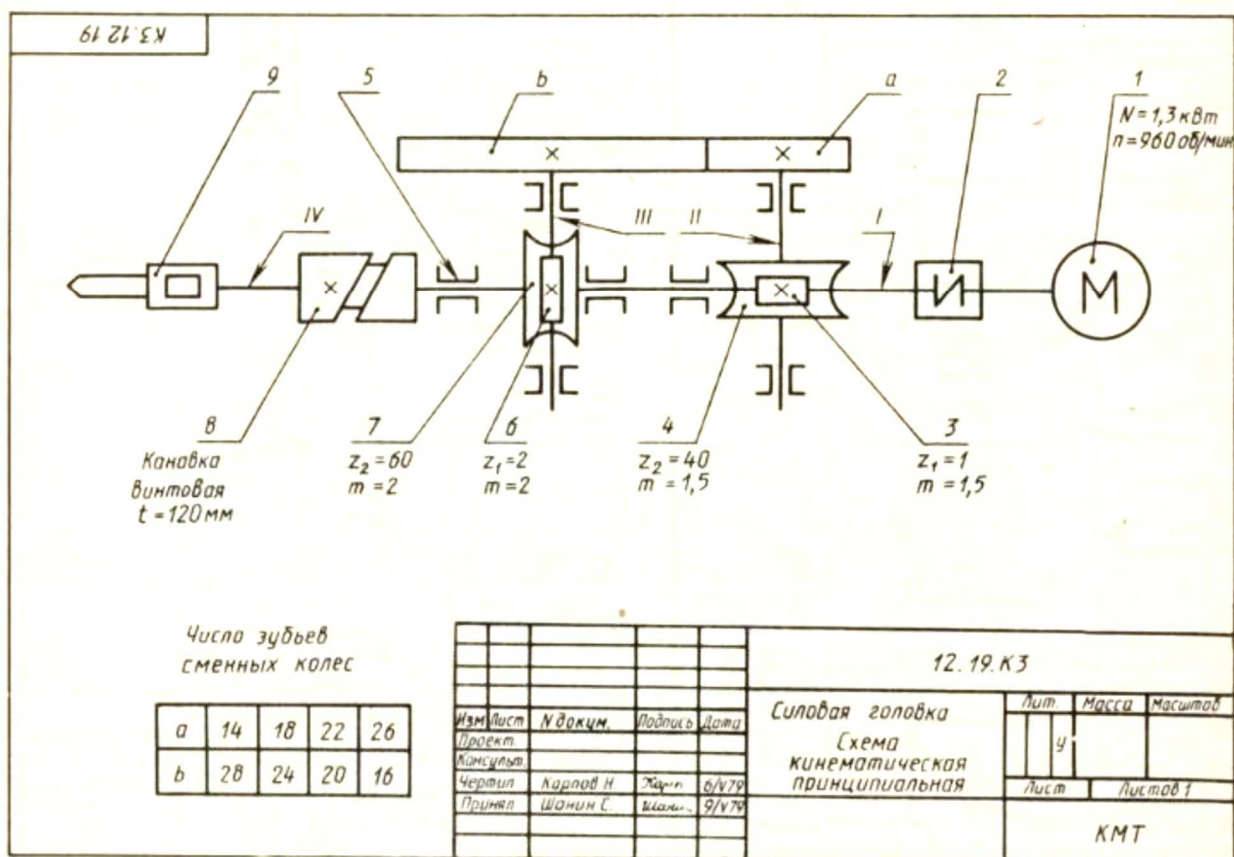 К3.12 19
9
5
b
a
2
1
N = 1,3 квт
n = 960 об/мин
IV
III
II
I
M
8
7
6
4
3
Канавка
винтовая
t = 120 мм
z₂ = 60
m = 2
z₁ = 2
m = 2
z₂ = 40
m = 1,5
z₁ = 1
m = 1,5
Число зубьев
сменных колес
a 14 18 22 26
b 28 24 20 16
12.19.К3
Изм Лист N докум. Подпись Дата
Проект.
Консульт.
Чертил Карпов Н 6/V79
Принял Шонин С. 9/V79
Силовая головка
Схема
кинематическая
принципиальная
Лит. Масса Масштаб
У
Лист Листов 1
КМТ